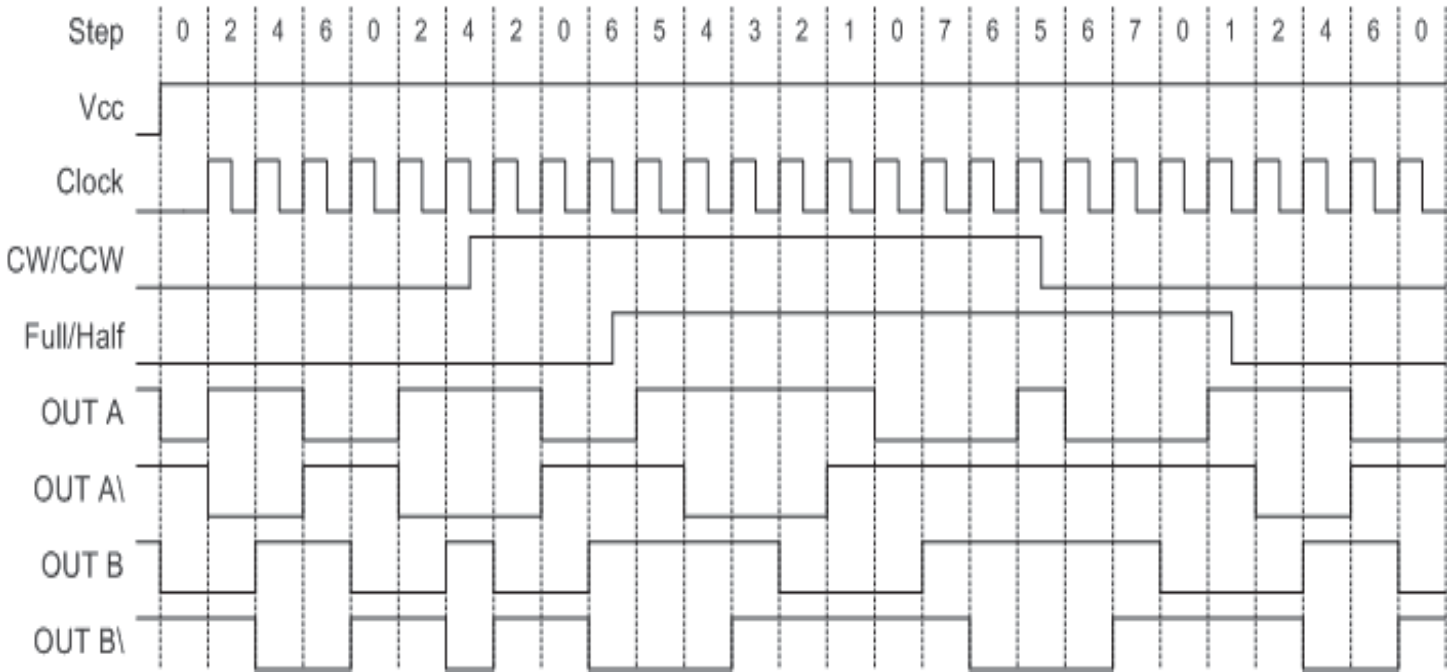 Step 0 2 4 6 0 2 4 2 0 6 5 4 3 2 1 0 7 6 5 6 7 0 1 2 4 6 0
Vcc
Clock
CW/CCW
Full/Half
OUT A
OUT A\
OUT B
OUT B\